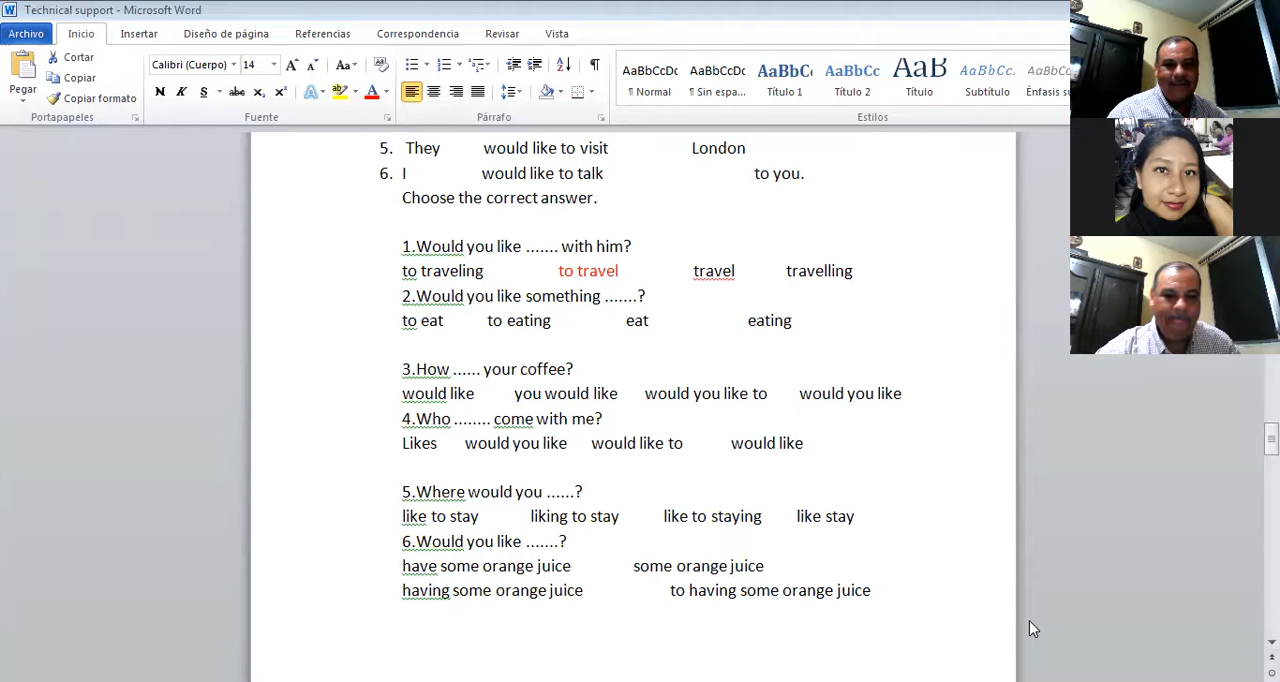 Technical support - Microsoft Word
Archivo Inicio Insertar Diseño de página Referencias Correspondencia Revisar Vista
Pegar
Cortar
Copiar
Copiar formato
Calibri (Cuerpo) 14 Aa
N K S abc x₂ x² A A
AaBbCcDc AaBbCcDc AaBbC AaBbCc AaB AaBbCc AaBbCc
¶ Normal ¶ Sin espa... Título 1 Título 2 Título Subtítulo Énfasis su
Portapapeles Fuente Párrafo Estilos
5. They would like to visit London
6. I would like to talk to you.
Choose the correct answer.
1.Would you like ....... with him?
to traveling to travel travel travelling
2.Would you like something .......?
to eat to eating eat eating
3.How ...... your coffee?
would like you would like would you like to would you like
4.Who ........ come with me?
Likes would you like would like to would like
5.Where would you ......?
like to stay liking to stay like to staying like stay
6.Would you like .......?
have some orange juice some orange juice
having some orange juice to having some orange juice